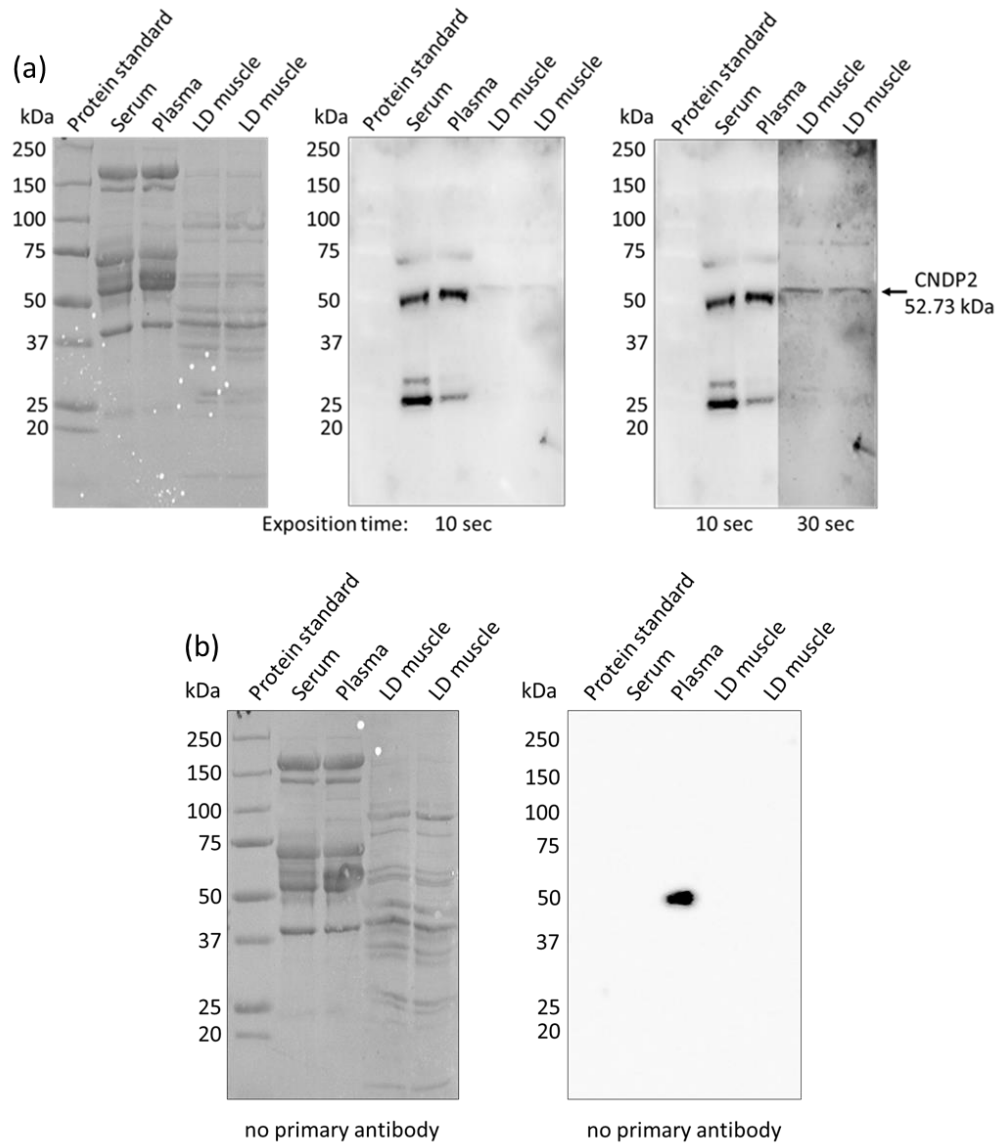 (a)
kDa
Protein standard
Serum
Plasma
LD muscle
LD muscle
250
150
100
75
50
37
25
20
kDa
Protein standard
Serum
Plasma
LD muscle
LD muscle
250
150
100
75
50
37
25
20
Exposition time: 10 sec
kDa
Protein standard
Serum
Plasma
LD muscle
LD muscle
250
150
100
75
50
37
25
20
CNDP2
52.73 kDa
10 sec 30 sec
(b)
kDa
Protein standard
Serum
Plasma
LD muscle
LD muscle
250
150
100
75
50
37
25
20
no primary antibody
kDa
Protein standard
Serum
Plasma
LD muscle
LD muscle
250
150
100
75
50
37
25
20
no primary antibody